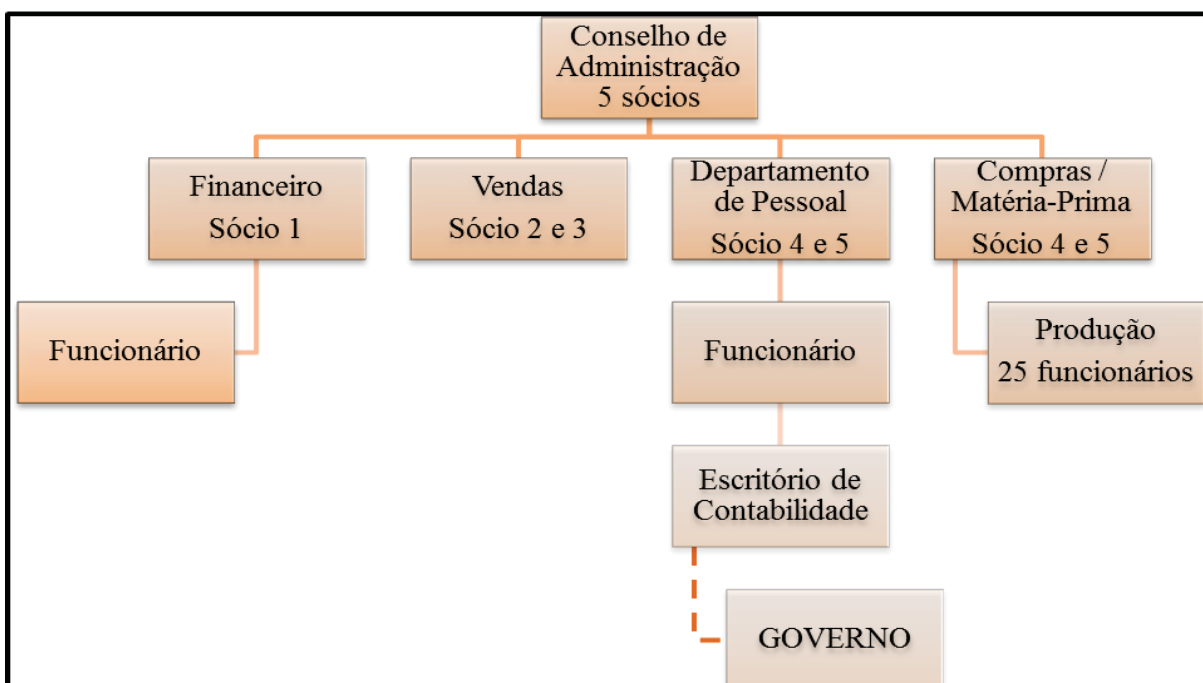 Conselho de
Administração
5 sócios
Financeiro
Sócio 1
Vendas
Sócio 2 e 3
Departamento
de Pessoal
Sócio 4 e 5
Compras /
Matéria-Prima
Sócio 4 e 5
Funcionário
Funcionário
Produção
25 funcionários
Escritório de
Contabilidade
GOVERNO